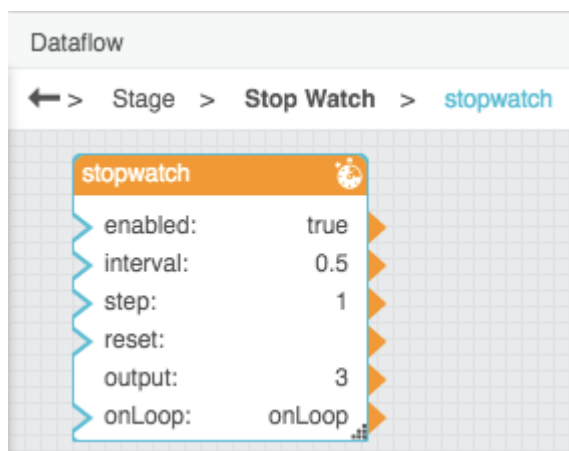 Dataflow
> Stage > Stop Watch > stopwatch
stopwatch
enabled: true
interval: 0.5
step: 1
reset:
output: 3
onLoop: onLoop